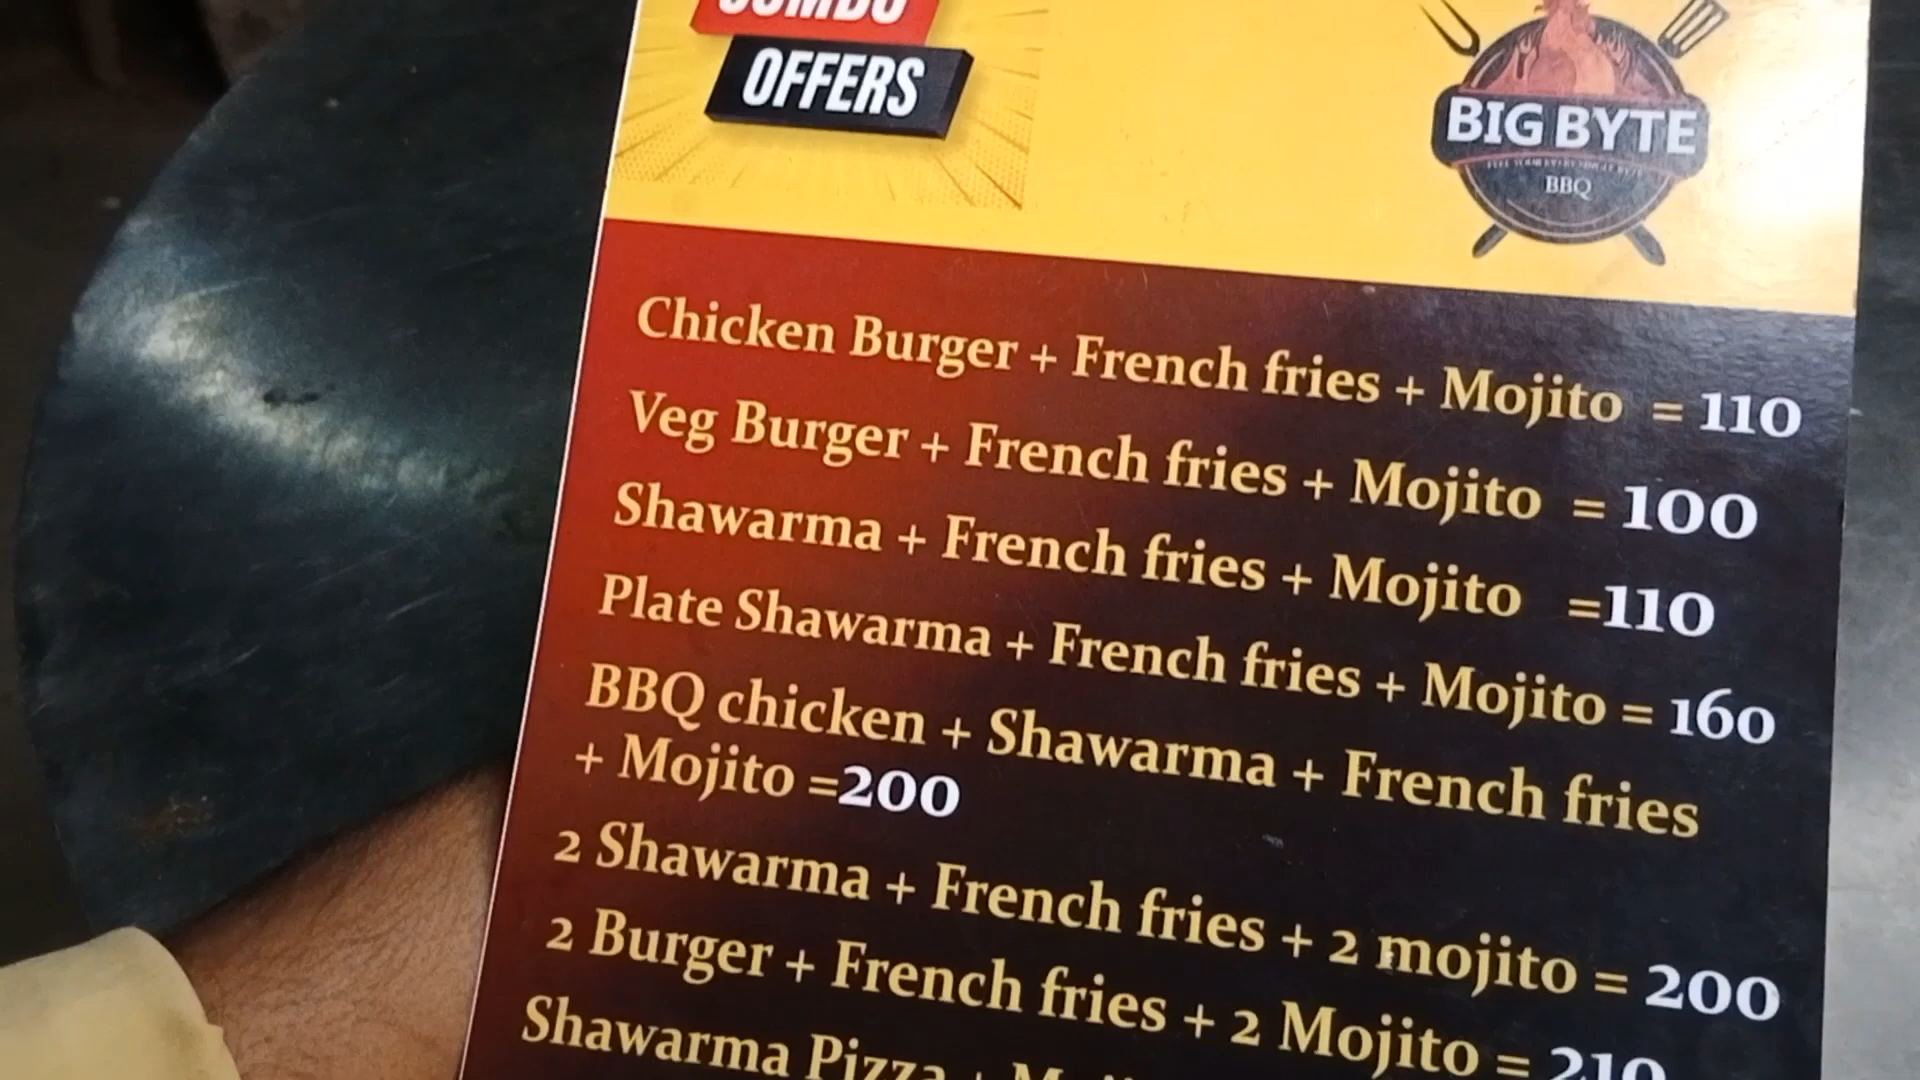 COMBO
OFFERS
BIG BYTE
BBQ
Chicken Burger + French fries + Mojito = 110
Veg Burger + French fries + Mojito = 100
Shawarma + French fries + Mojito =110
Plate Shawarma + French fries + Mojito = 160
BBQ chicken + Shawarma + French fries
+ Mojito =200
2 Shawarma + French fries + 2 mojito = 200
2 Burger + French fries + 2 Mojito = 210
Shawarma Pizza +